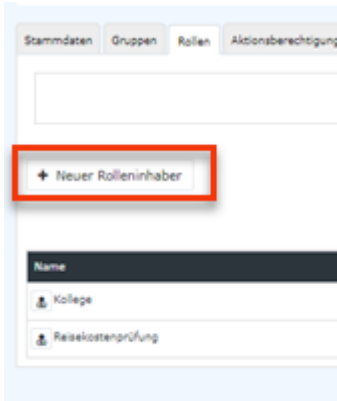 Stammdaten Gruppen Rollen Aktionsberechtigung
+ Neuer Rolleninhaber
Name
Kollege
Reisekostenprüfung